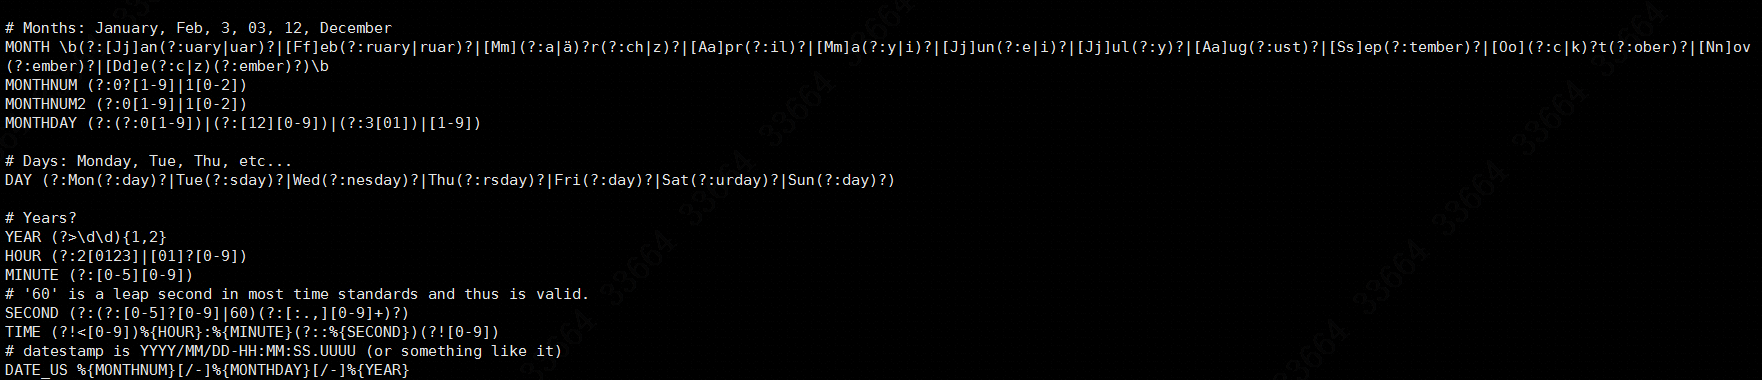 # Months: January, Feb, 3, 03, 12, December
MONTH \b(?:[Jj]an(?:uary|uar)?|[Ff]eb(?:ruary|ruar)?|[Mm](?:a|ä)?r(?:ch|z)?|[Aa]pr(?:il)?|[Mm]a(?:y|i)?|[Jj]un(?:e|i)?|[Jj]ul(?:y)?|[Aa]ug(?:ust)?|[Ss]ep(?:tember)?|[Oo](?:c|k)?t(?:ober)?|[Nn]ov
(?:ember)?|[Dd]e(?:c|z)(?:ember)?)\b
MONTHNUM (?:0?[1-9]|1[0-2])
MONTHNUM2 (?:0[1-9]|1[0-2])
MONTHDAY (?:(?:0[1-9])|(?:[12][0-9])|(?:3[01])|[1-9])
# Days: Monday, Tue, Thu, etc...
DAY (?:Mon(?:day)?|Tue(?:sday)?|Wed(?:nesday)?|Thu(?:rsday)?|Fri(?:day)?|Sat(?:urday)?|Sun(?:day)?)
# Years?
YEAR (?>\d\d){1,2}
HOUR (?:2[0123]|[01]?[0-9])
MINUTE (?:[0-5][0-9])
# '60' is a leap second in most time standards and thus is valid.
SECOND (?:(?:[0-5]?[0-9]|60)(?:[:.,][0-9]+)?)
TIME (?!<[0-9])%{HOUR}:%{MINUTE}(?::%{SECOND})(?![0-9])
# datestamp is YYYY/MM/DD-HH:MM:SS.UUUU (or something like it)
DATE_US %{MONTHNUM}[/-]%{MONTHDAY}[/-]%{YEAR}
33664 33664 33664
33664 33664 33664